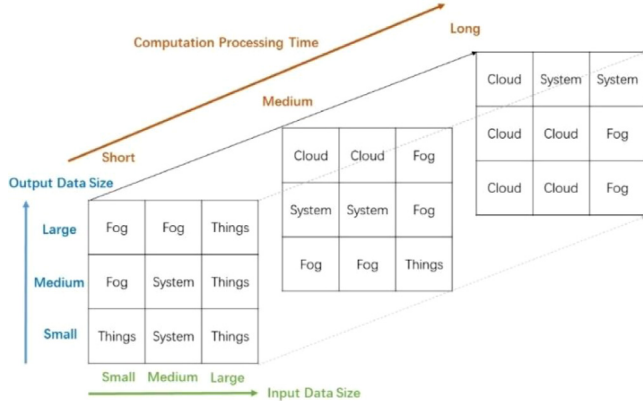 Computation Processing Time
Long
Medium
Short
Cloud System System
Cloud Cloud Fog
Cloud Cloud Fog
Cloud Cloud Fog
System System Fog
Fog Fog Things
Output Data Size
Large Fog Fog Things
Medium Fog System Things
Small Things System Things
Small Medium Large
Input Data Size